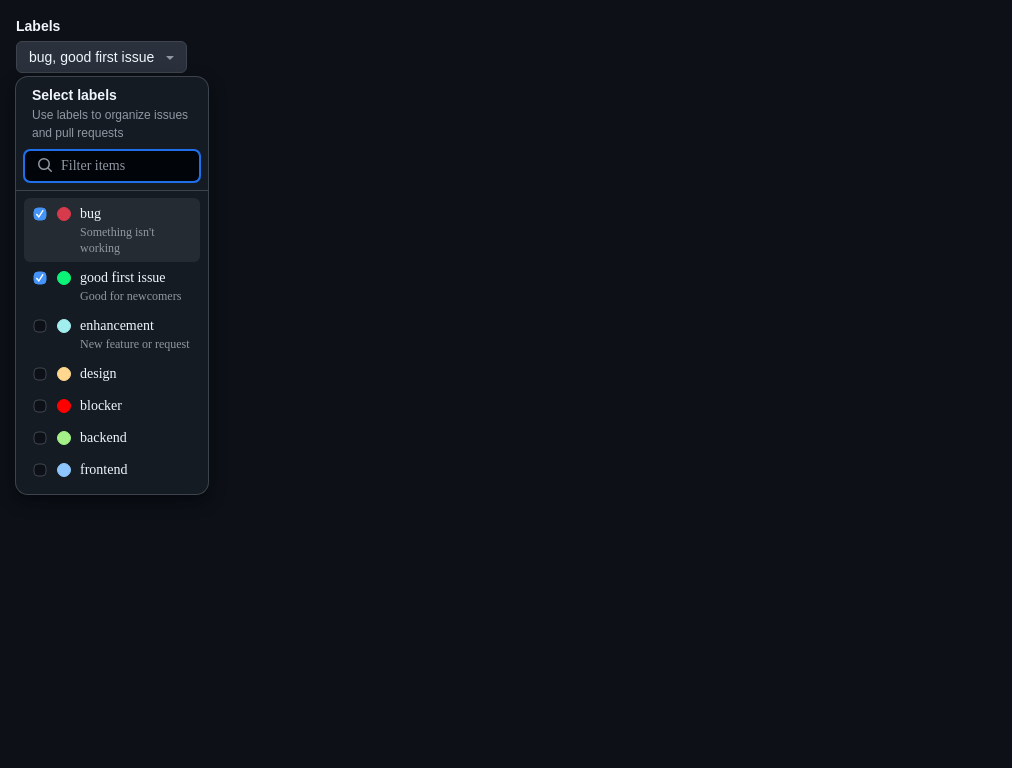 Labels
bug, good first issue
Select labels
Use labels to organize issues
and pull requests
Filter items
bug
Something isn't
working
good first issue
Good for newcomers
enhancement
New feature or request
design
blocker
backend
frontend